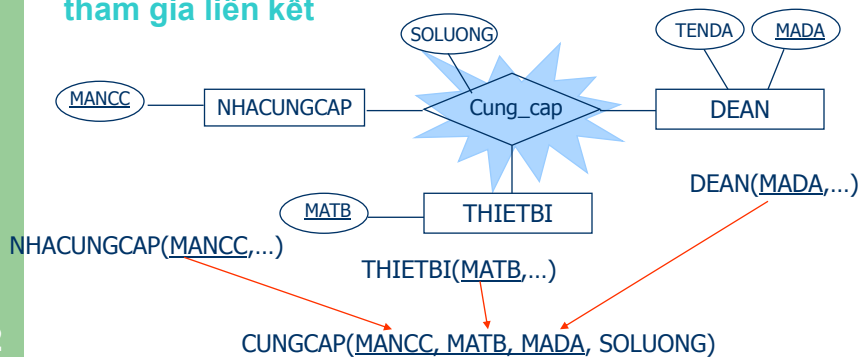 tham gia liên kết
SOLUONG
TENDA
MADA
MANCC
NHACUNGCAP
Cung_cap
DEAN
DEAN(MADA,...)
MATB
THIETBI
NHACUNGCAP(MANCC,...)
THIETBI(MATB,...)
CUNGCAP(MANCC, MATB, MADA, SOLUONG)